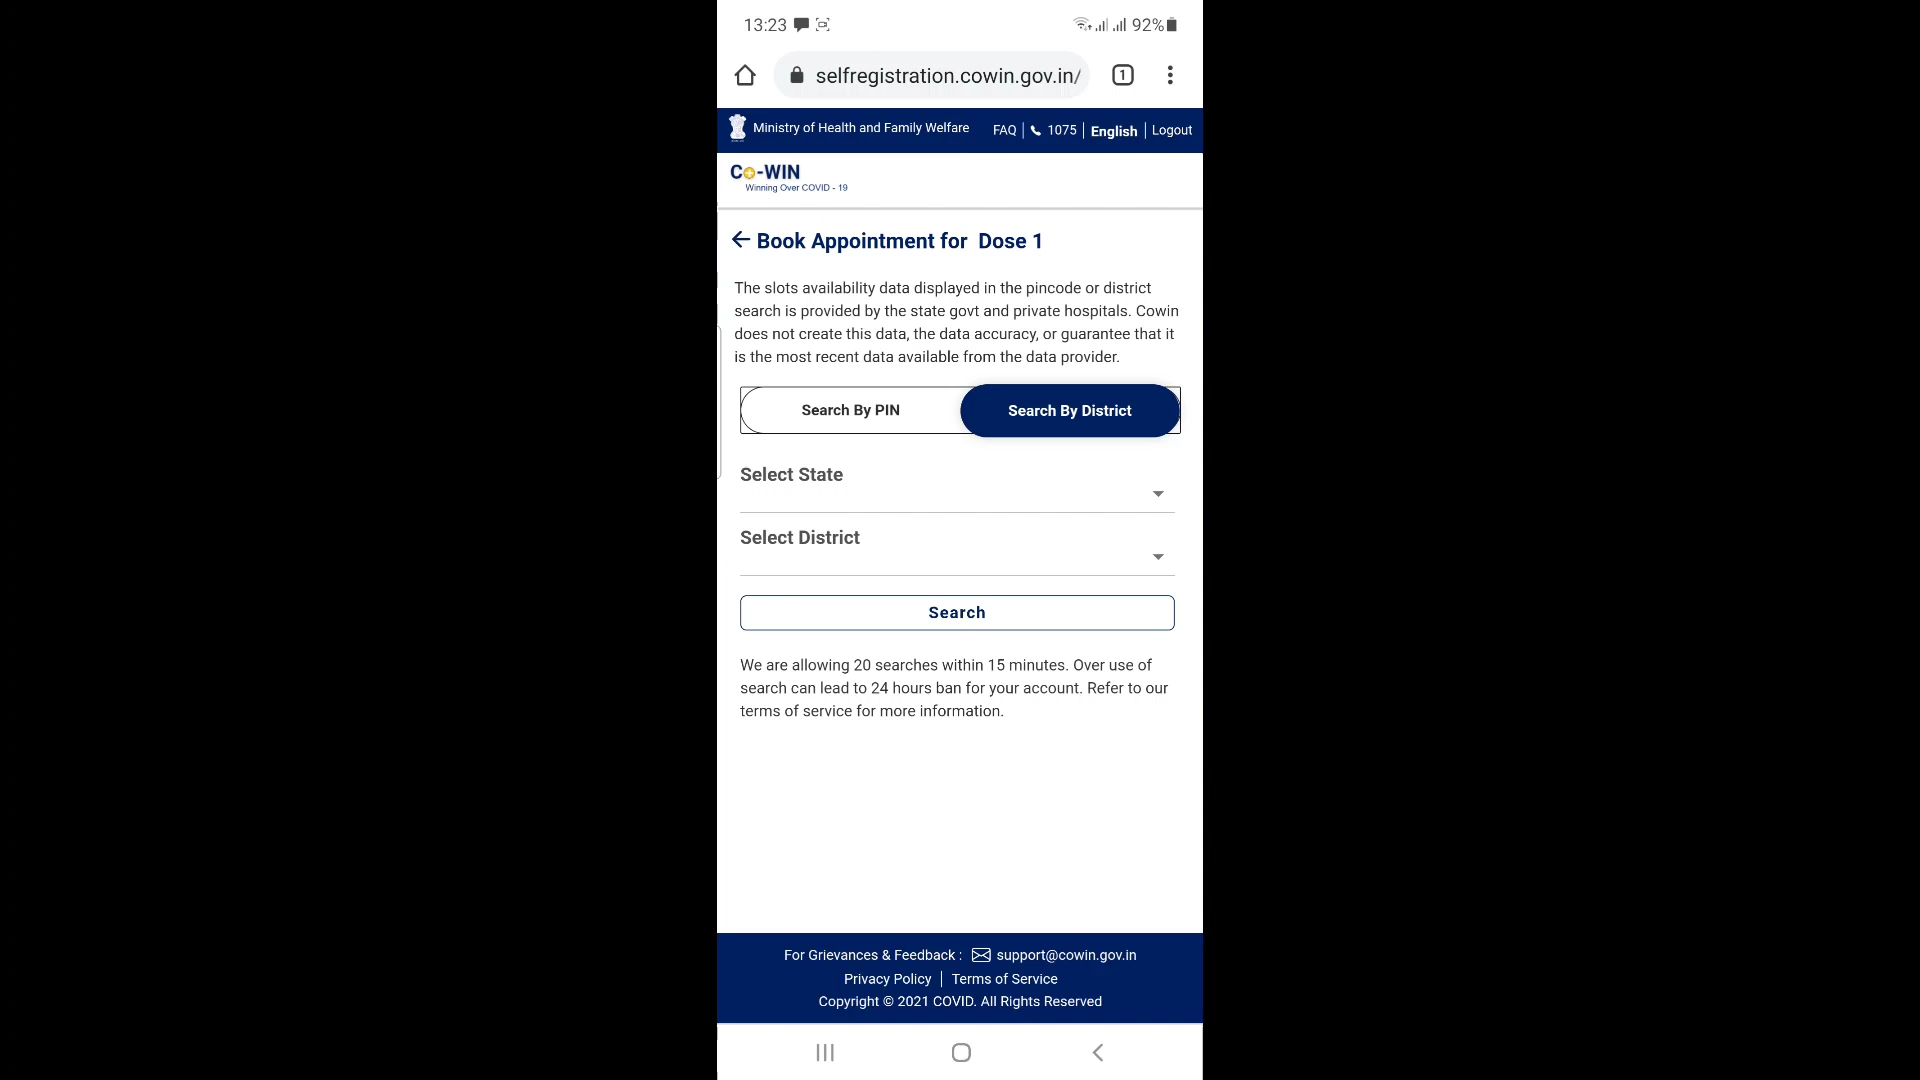 13:23 92%
selfregistration.cowin.gov.in/ 1
Ministry of Health and Family Welfare FAQ | 1075 | English | Logout
Co-WIN
Winning Over COVID - 19
Book Appointment for Dose 1
The slots availability data displayed in the pincode or district
search is provided by the state govt and private hospitals. Cowin
does not create this data, the data accuracy, or guarantee that it
is the most recent data available from the data provider.
Search By PIN Search By District
Select State
Select District
Search
We are allowing 20 searches within 15 minutes. Over use of
search can lead to 24 hours ban for your account. Refer to our
terms of service for more information.
For Grievances & Feedback : support@cowin.gov.in
Privacy Policy | Terms of Service
Copyright © 2021 COVID. All Rights Reserved